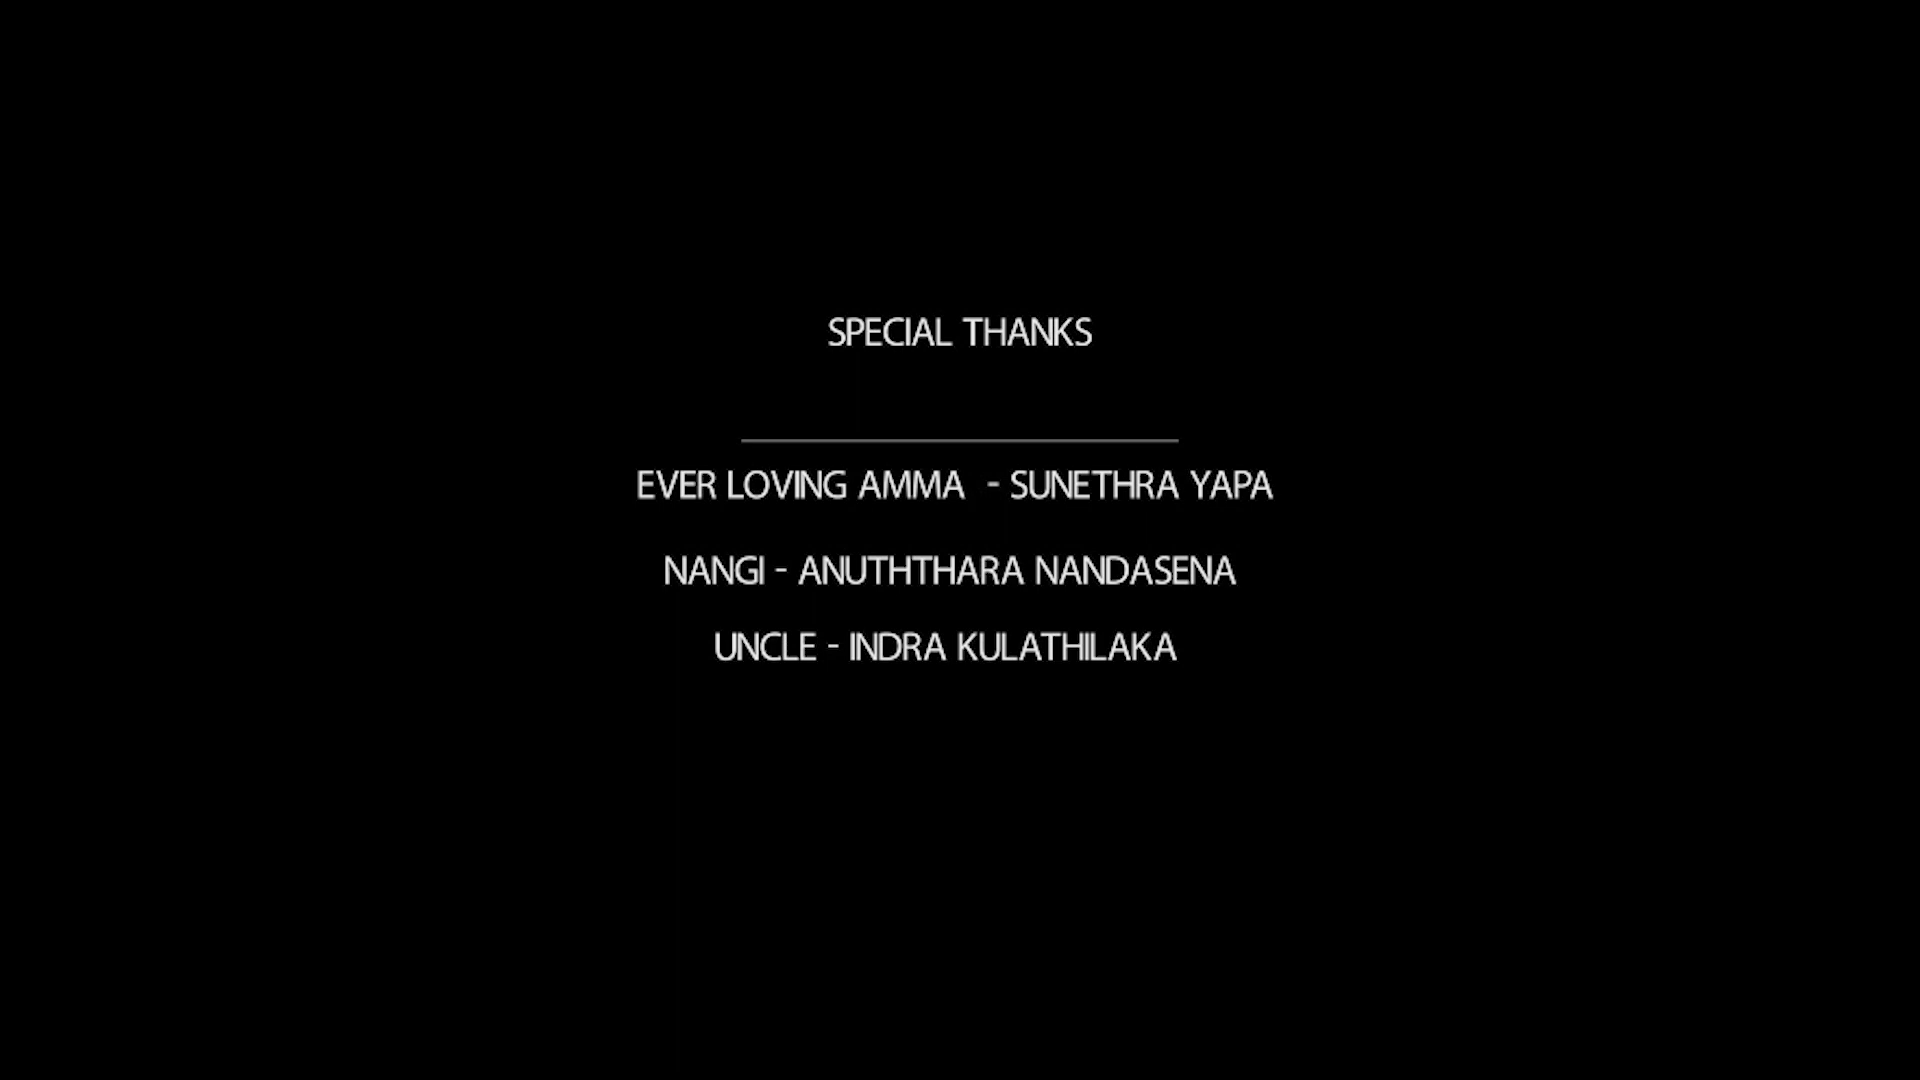 SPECIAL THANKS
EVER LOVING AMMA - SUNETHRA YAPA
NANGI - ANUTHTHARA NANDASENA
UNCLE - INDRA KULATHILAKA